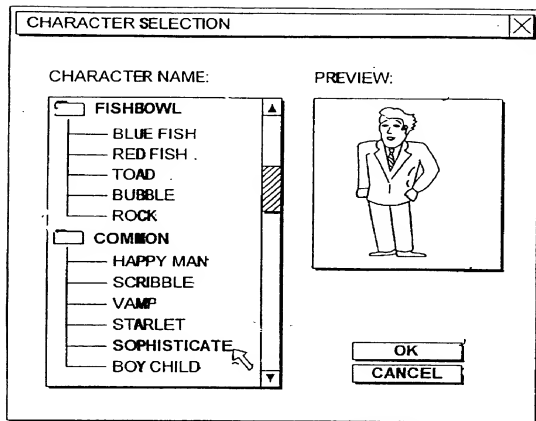 CHARACTER SELECTION
CHARACTER NAME:
FISHBOWL
BLUE FISH
RED FISH
TOAD
BUBBLE
ROCK
COMMON
HAPPY MAN
SCRIBBLE
VAMP
STARLET
SOPHISTICATE
BOY CHILD
PREVIEW:
OK
CANCEL